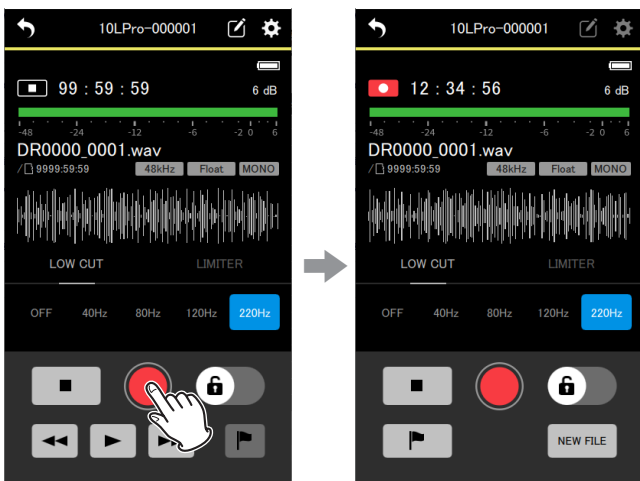 10LPro-000001
99 : 59 : 59
6 dB
-48 -24 -12 -6 -2 0 6
DR0000_0001.wav
/ 9999:59:59 48kHz Float MONO
LOW CUT LIMITER
OFF 40Hz 80Hz 120Hz 220Hz
10LPro-000001
12 : 34 : 56
6 dB
-48 -24 -12 -6 -2 0 6
DR0000_0001.wav
/ 9999:59:59 48kHz Float MONO
LOW CUT LIMITER
OFF 40Hz 80Hz 120Hz 220Hz
NEW FILE